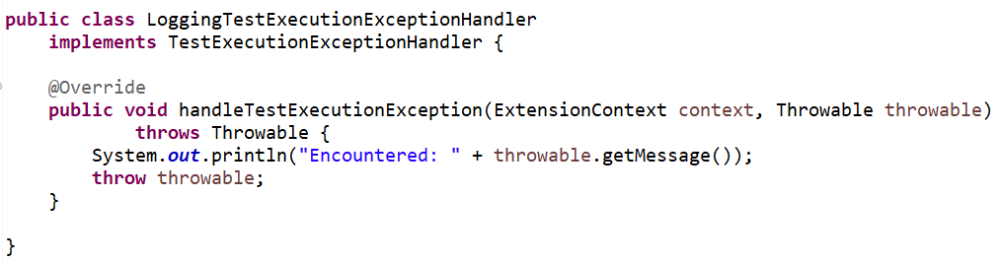 public class LoggingTestExecutionExceptionHandler
implements TestExecutionExceptionHandler {
@Override
public void handleTestExecutionException(ExtensionContext context, Throwable throwable)
throws Throwable {
System.out.println("Encountered: " + throwable.getMessage());
throw throwable;
}
}